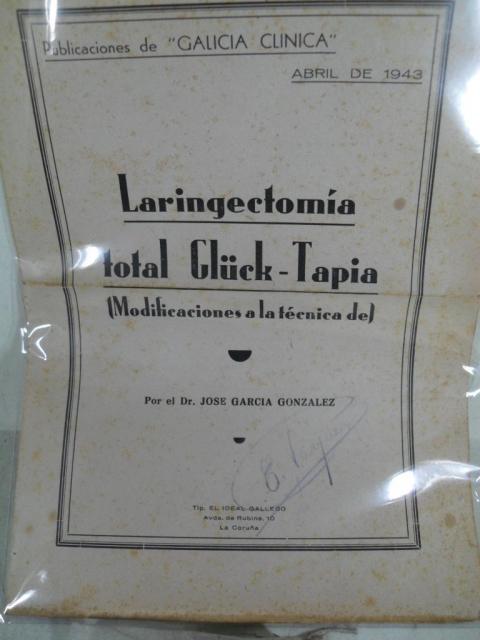 Publicaciones de "GALICIA CLINICA"
ABRIL DE 1943
Laringectomía
total Glück-Tapia
(Modificaciones a la técnica de)
Por el Dr. JOSE GARCIA GONZALEZ
Tip. EL IDEAL GALLEGO
Avda. de Rubine, 10
La Coruña